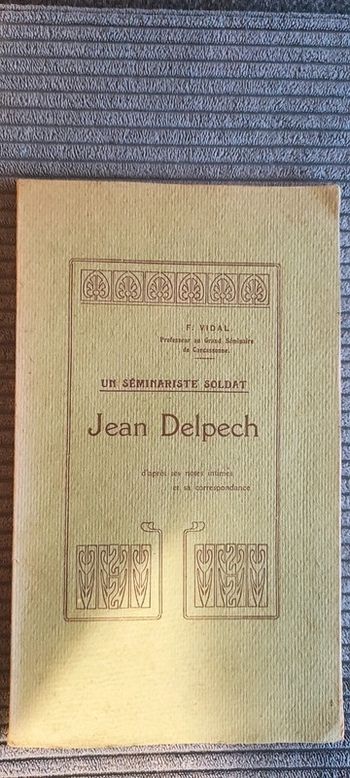 F. VIDAL
Professeur au Grand Séminaire
de Carcassonne.
UN SÉMINARISTE SOLDAT
Jean Delpech
d'après ses notes intimes
et sa correspondance